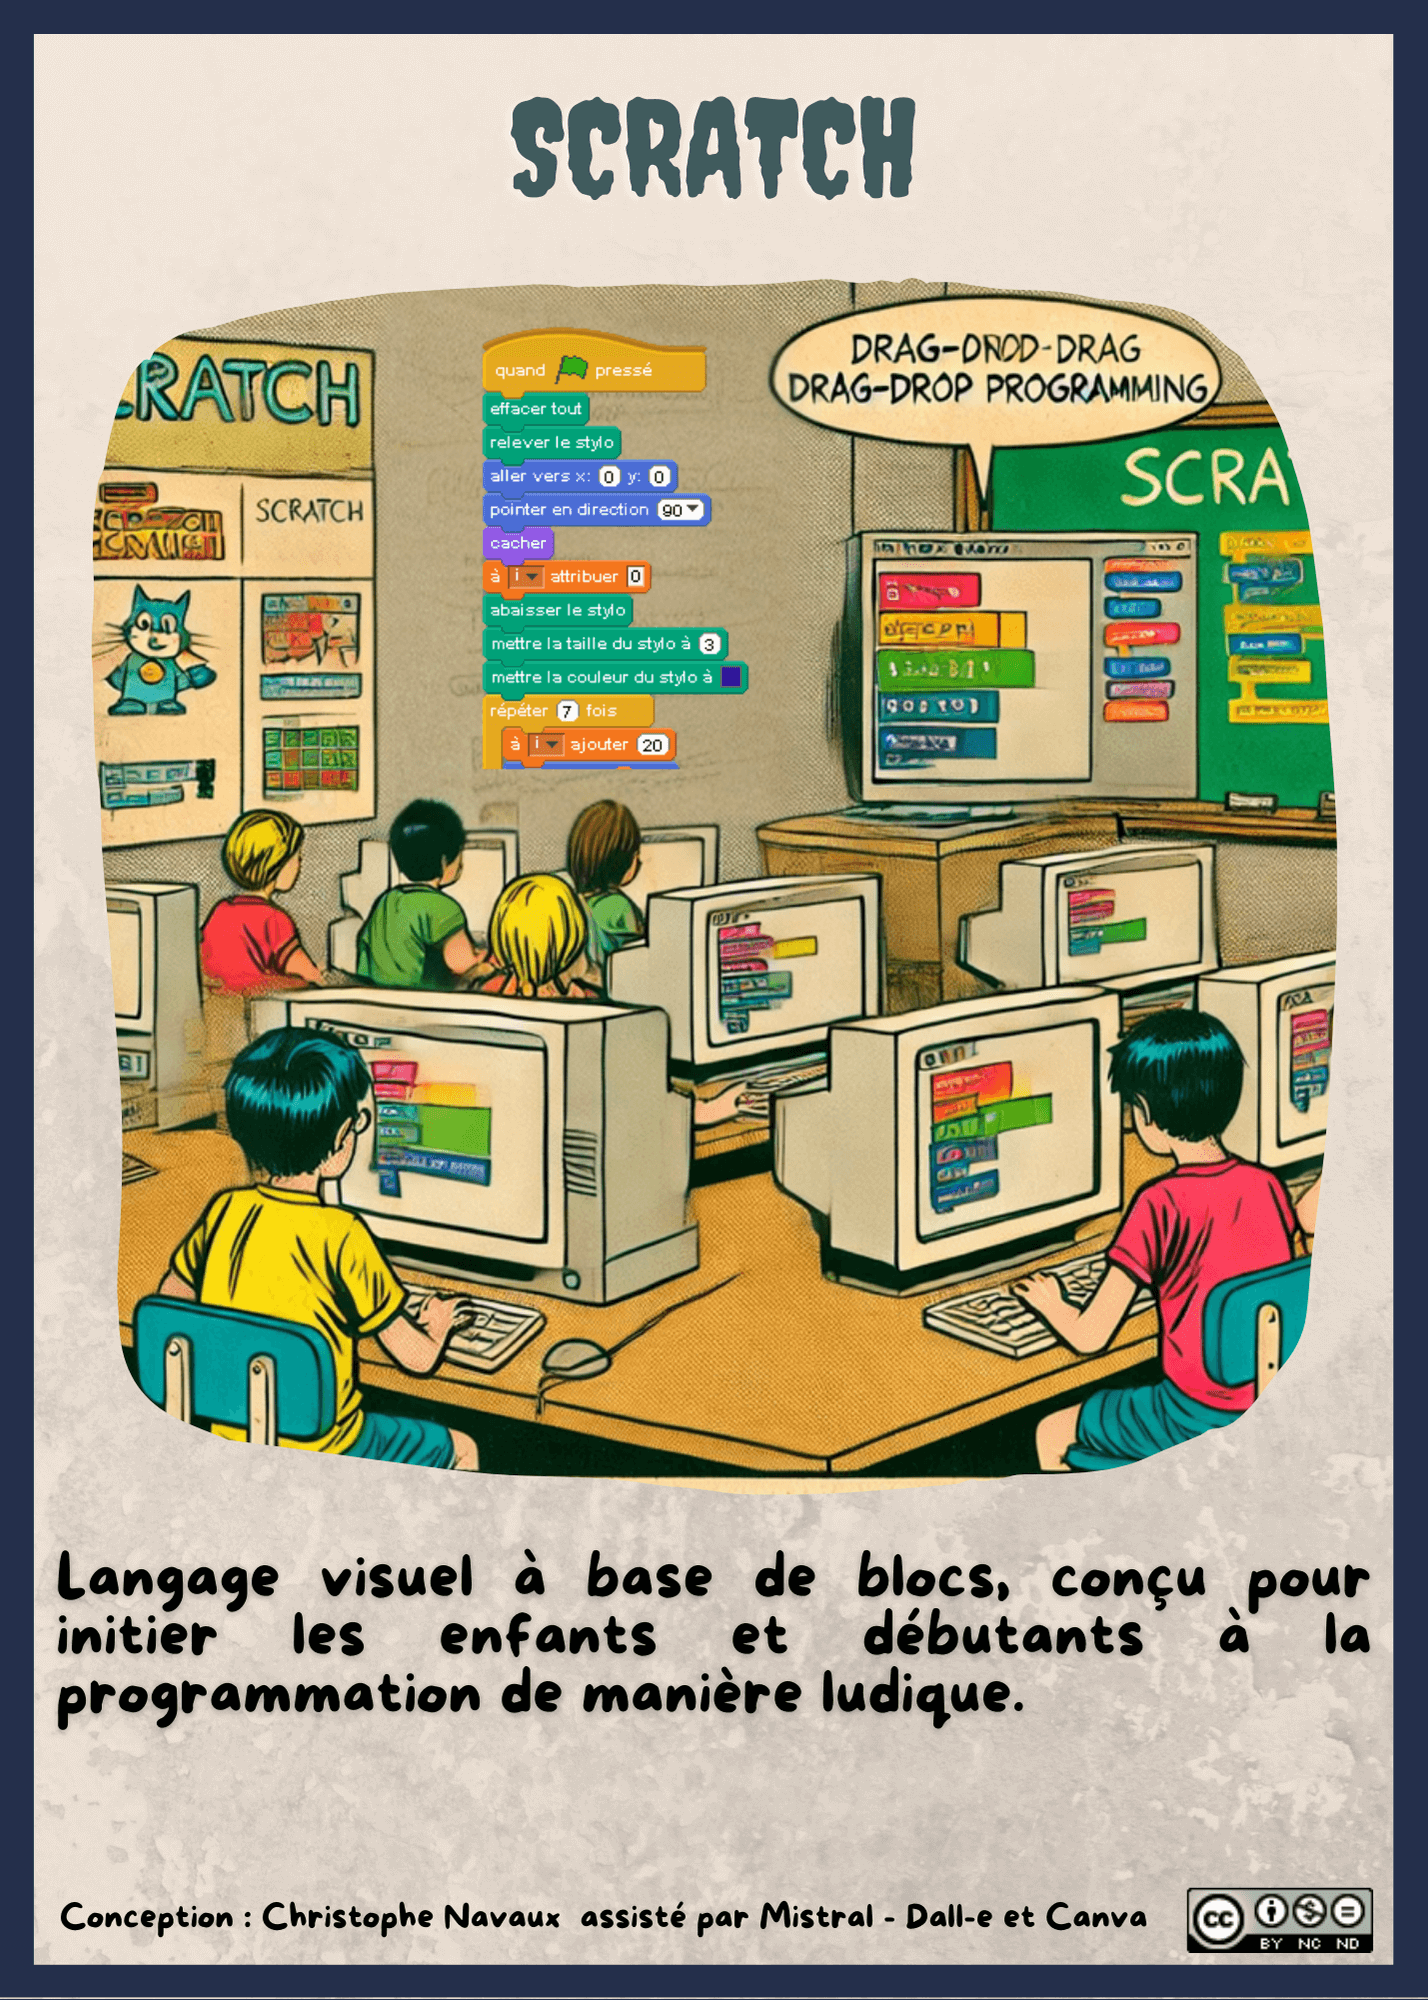 SCRATCH
RATCH
SCRATCH
quand pressé
effacer tout
relever le stylo
aller vers x: 0 y: 0
pointer en direction 90
cacher
à i attribuer 0
abaisser le stylo
mettre la taille du stylo à 3
mettre la couleur du stylo à
répéter 7 fois
à i ajouter 20
DRAG-DROD-DRAG
DRAG-DROP PROGRAMMING
SCRA
Langage visuel à base de blocs, conçu pour
initier les enfants et débutants à la
programmation de manière ludique.
Conception : Christophe Navaux assisté par Mistral - Dall-e et Canva
cc
BY NC ND